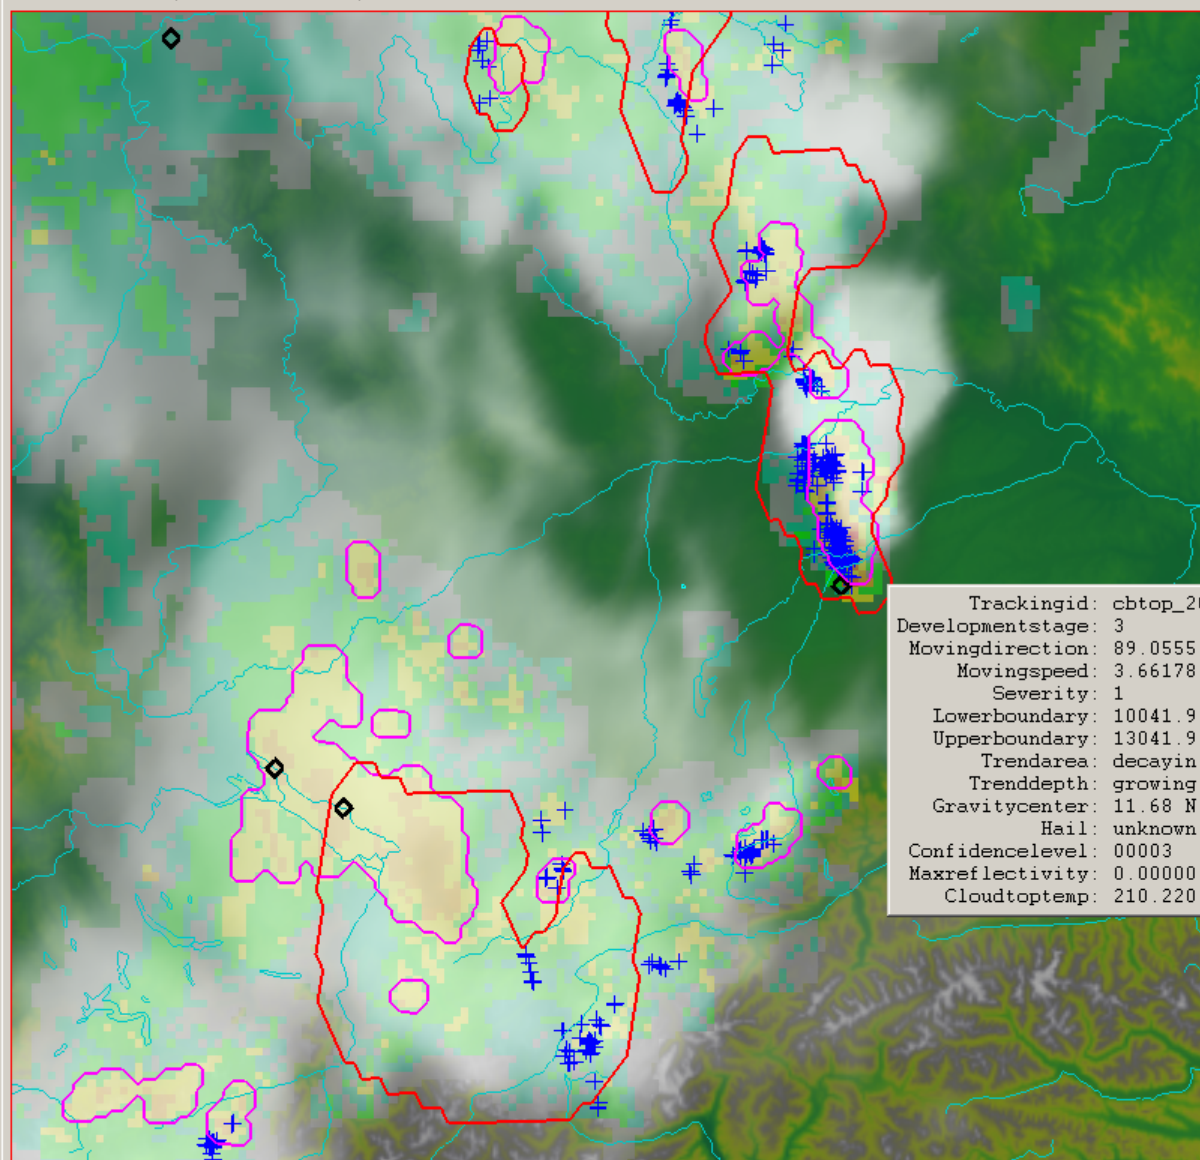 Trackingid: cbtop_20
Developmentstage: 3
Movingdirection: 89.0555
Movingspeed: 3.66178
Severity: 1
Lowerboundary: 10041.9
Upperboundary: 13041.9
Trendarea: decayin
Trenddepth: growing
Gravitycenter: 11.68 N
Hail: unknown
Confidencelevel: 00003
Maxreflectivity: 0.00000
Cloudtoptemp: 210.220